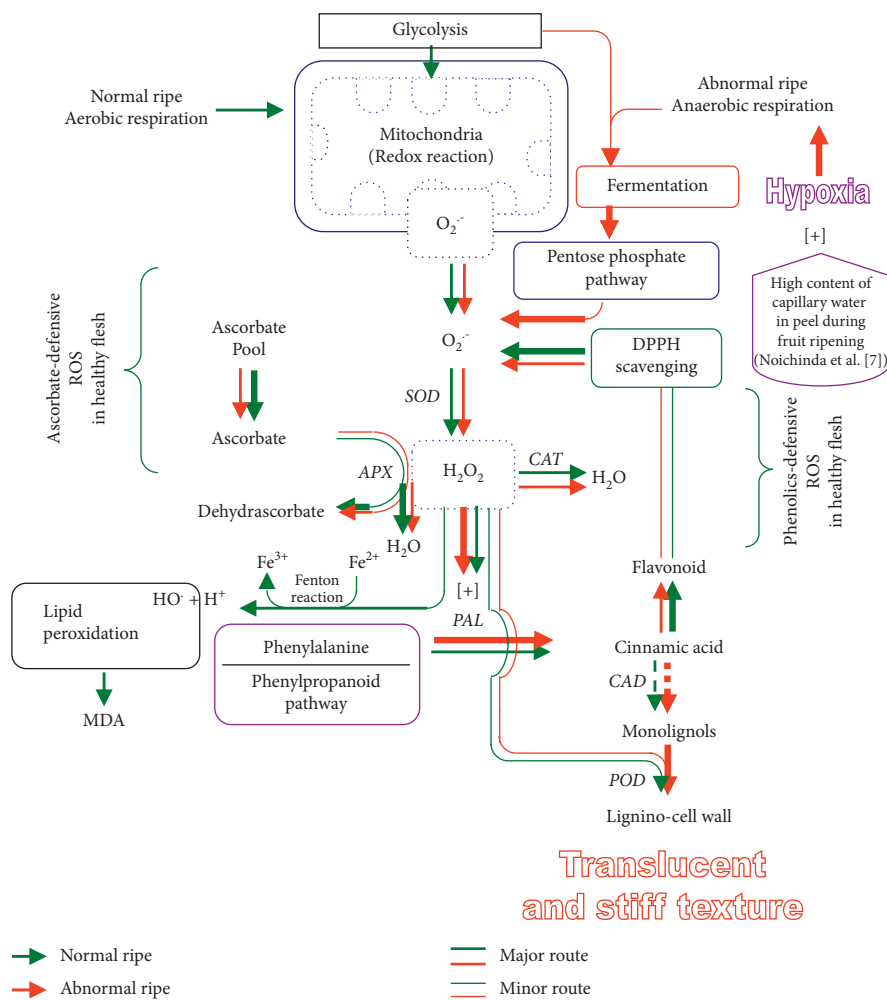 Glycolysis
Normal ripe
Aerobic respiration
Mitochondria
(Redox reaction)
Abnormal ripe
Anaerobic respiration
Fermentation
Hypoxia
[+]
High content of
capillary water
in peel during
fruit ripening
(Noichinda et al. [7])
O₂˙⁻
Pentose phosphate
pathway
Ascorbate-defensive
ROS
in healthy flesh
Ascorbate
Pool
O₂˙⁻
DPPH
scavenging
SOD
Ascorbate
APX
H₂O₂
CAT
H₂O
Phenolics-defensive
ROS
in healthy flesh
Dehydrascorbate
H₂O
Fe³⁺
Fe²⁺
Fenton
reaction
[+]
Flavonoid
Lipid
peroxidation
HO˙ + H⁺
PAL
Phenylalanine
Phenylpropanoid
pathway
Cinnamic acid
CAD
MDA
Monolignols
POD
Lignino-cell wall
Translucent
and stiff texture
Normal ripe
Abnormal ripe
Major route
Minor route